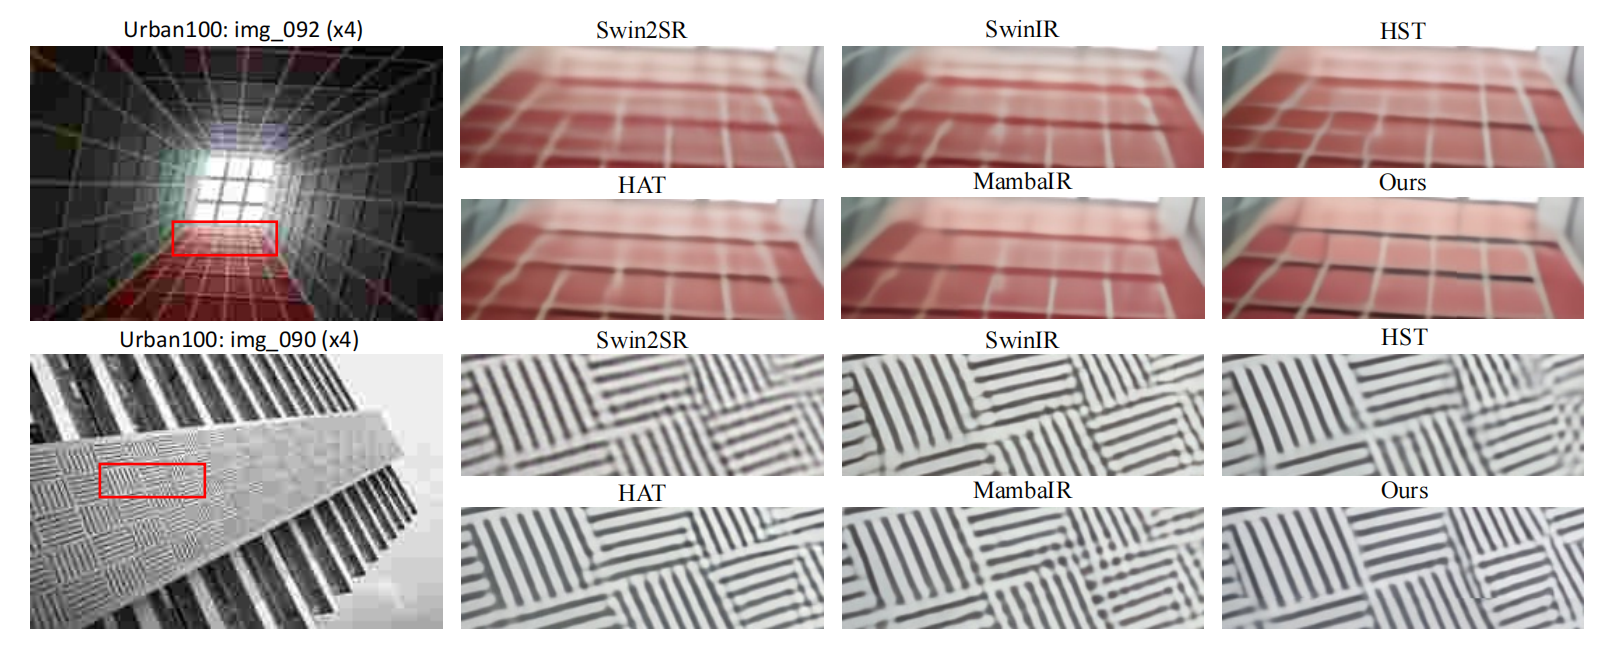 Urban100: img_092 (x4)
Swin2SR
SwinIR
HST
HAT
MambaIR
Ours
Urban100: img_090 (x4)
Swin2SR
SwinIR
HST
HAT
MambaIR
Ours